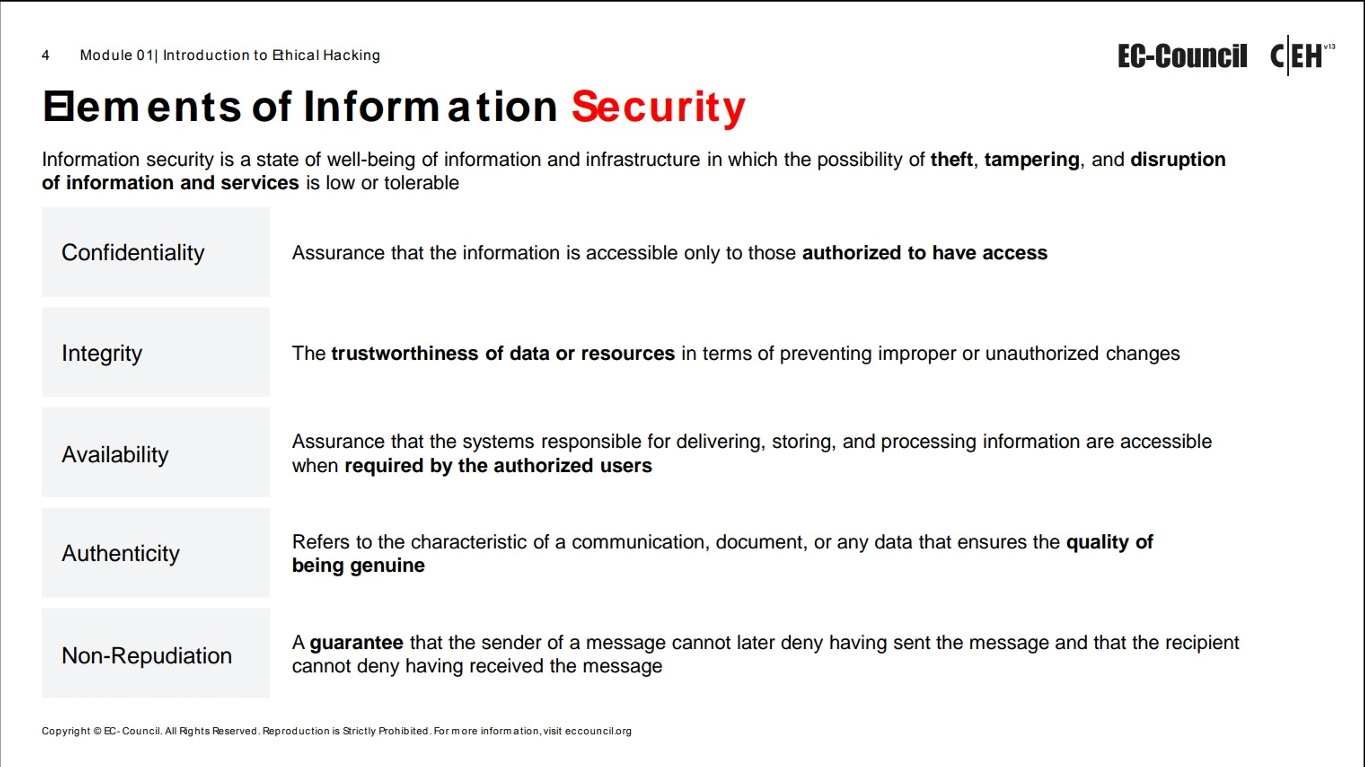 4 Module 01| Introduction to Ethical Hacking
EC-Council C|EH v13
Elements of Information Security
Information security is a state of well-being of information and infrastructure in which the possibility of theft, tampering, and disruption
of information and services is low or tolerable
Confidentiality
Assurance that the information is accessible only to those authorized to have access
Integrity
The trustworthiness of data or resources in terms of preventing improper or unauthorized changes
Availability
Assurance that the systems responsible for delivering, storing, and processing information are accessible
when required by the authorized users
Authenticity
Refers to the characteristic of a communication, document, or any data that ensures the quality of
being genuine
Non-Repudiation
A guarantee that the sender of a message cannot later deny having sent the message and that the recipient
cannot deny having received the message
Copyright © EC-Council. All Rights Reserved. Reproduction is Strictly Prohibited. For more information, visit eccouncil.org